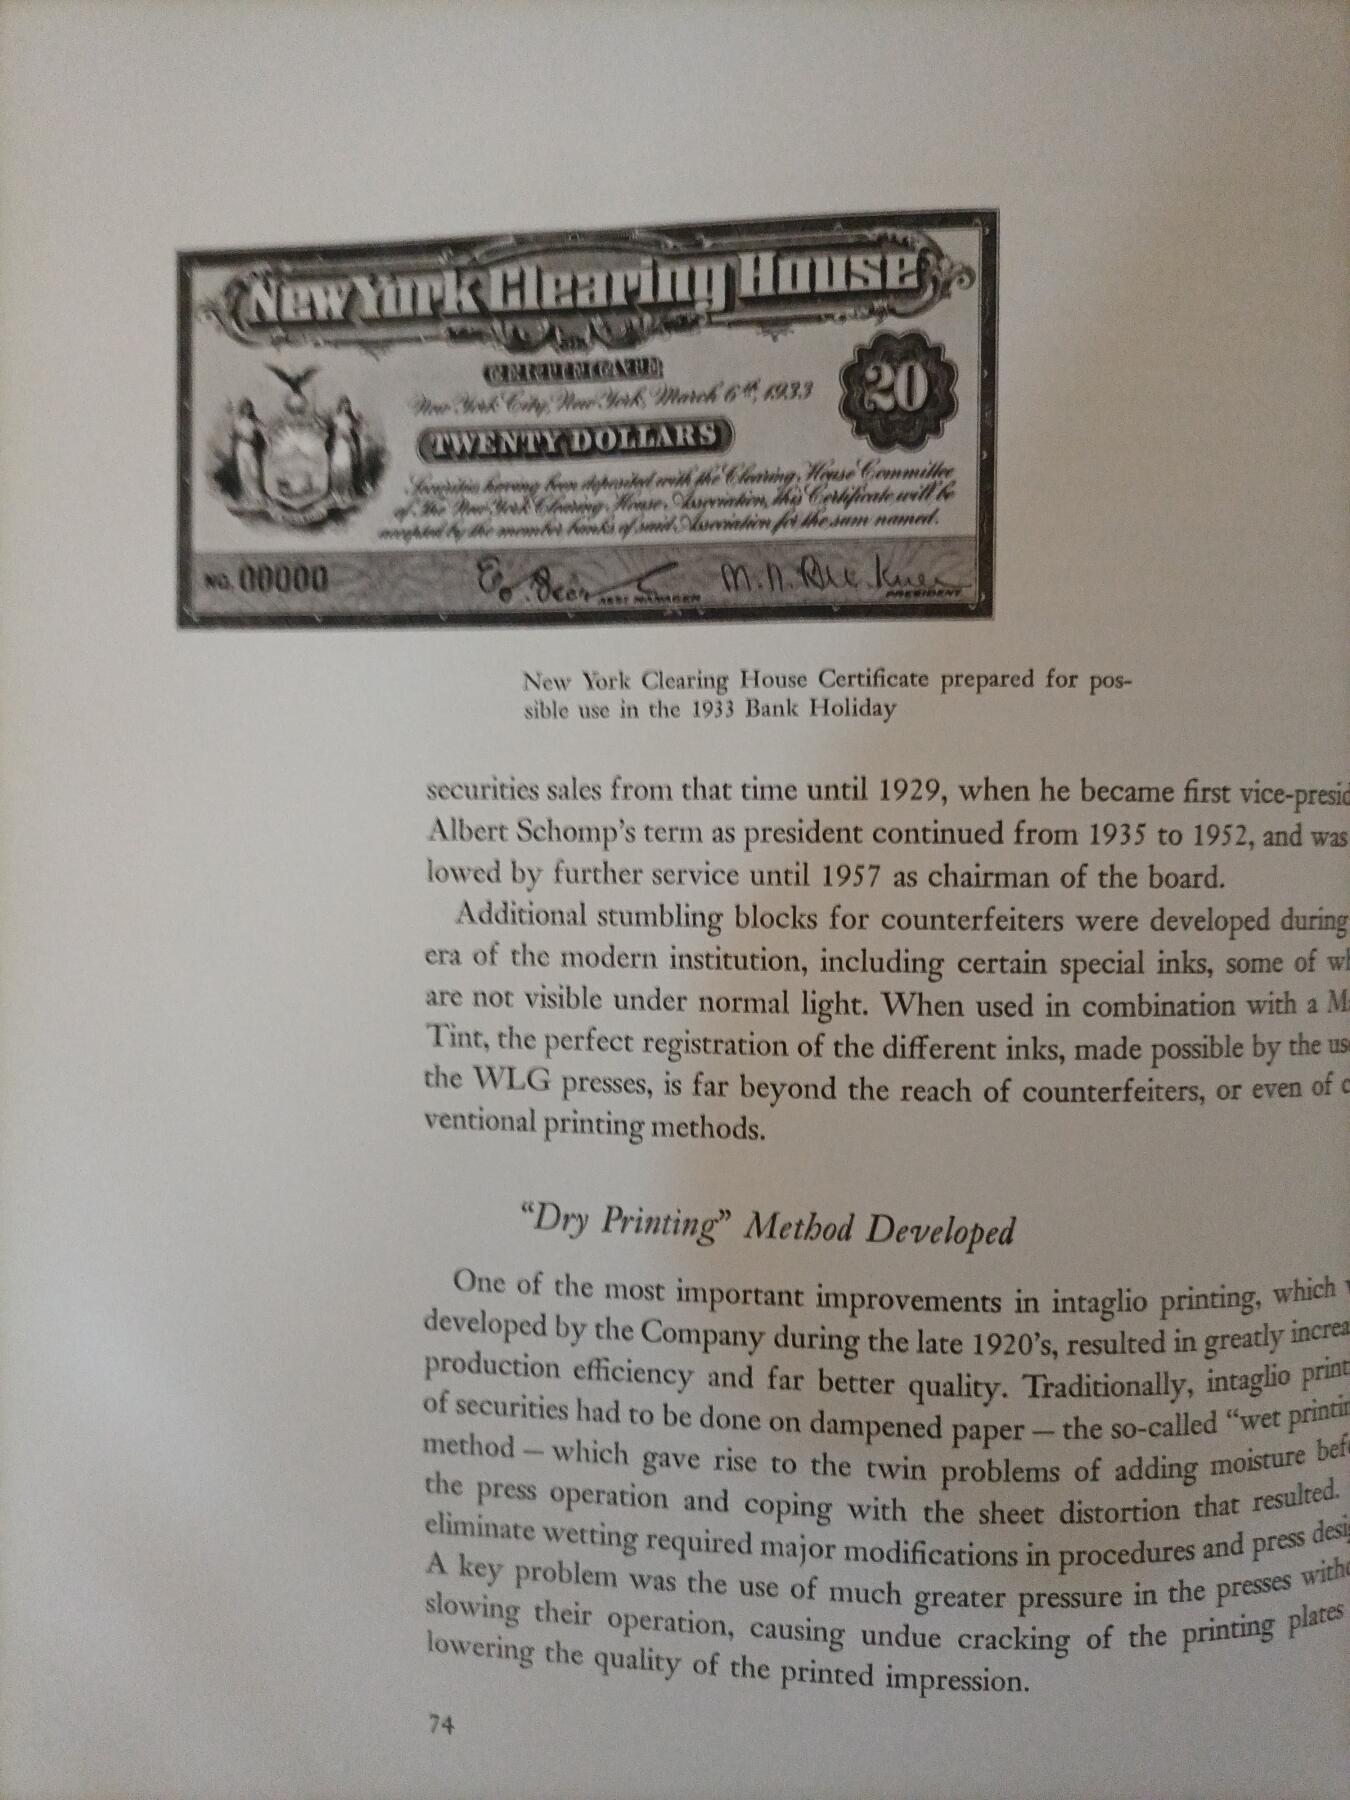 New York Clearing House
CERTIFICATE
New York City, New York, March 6th, 1933
20
TWENTY DOLLARS
Securities having been deposited with the Clearing House Committee
of the New York Clearing House Association, this Certificate will be
accepted by the member banks of said Association for the sum named.
NO. 00000
ASST MANAGER
PRESIDENT
New York Clearing House Certificate prepared for pos-
sible use in the 1933 Bank Holiday
securities sales from that time until 1929, when he became first vice-presid
Albert Schomp's term as president continued from 1935 to 1952, and was
lowed by further service until 1957 as chairman of the board.
Additional stumbling blocks for counterfeiters were developed during
era of the modern institution, including certain special inks, some of wh
are not visible under normal light. When used in combination with a M
Tint, the perfect registration of the different inks, made possible by the use
the WLG presses, is far beyond the reach of counterfeiters, or even of c
ventional printing methods.
"Dry Printing" Method Developed
One of the most important improvements in intaglio printing, which
developed by the Company during the late 1920's, resulted in greatly increa
production efficiency and far better quality. Traditionally, intaglio print
of securities had to be done on dampened paper — the so-called "wet printin
method — which gave rise to the twin problems of adding moisture bef
the press operation and coping with the sheet distortion that resulted.
eliminate wetting required major modifications in procedures and press desi
A key problem was the use of much greater pressure in the presses witho
slowing their operation, causing undue cracking of the printing plates
lowering the quality of the printed impression.
74